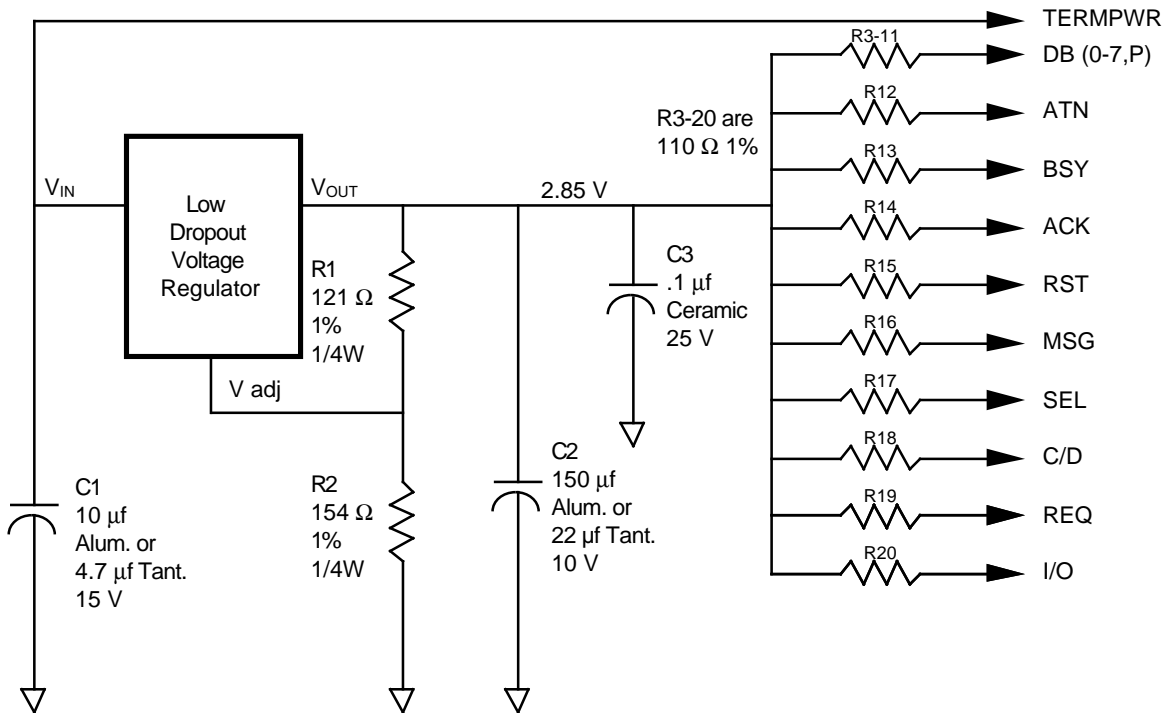 TERMPWR
R3-11
DB (0-7,P)
R12
ATN
R3-20 are
110 Ω 1%
R13
BSY
VIN
VOUT
2.85 V
Low
Dropout
Voltage
Regulator
R14
ACK
R1
121 Ω
1%
1/4W
C3
.1 µf
Ceramic
25 V
R15
RST
R16
MSG
V adj
R17
SEL
C1
10 µf
Alum. or
4.7 µf Tant.
15 V
R2
154 Ω
1%
1/4W
C2
150 µf
Alum. or
22 µf Tant.
10 V
R18
C/D
R19
REQ
R20
I/O